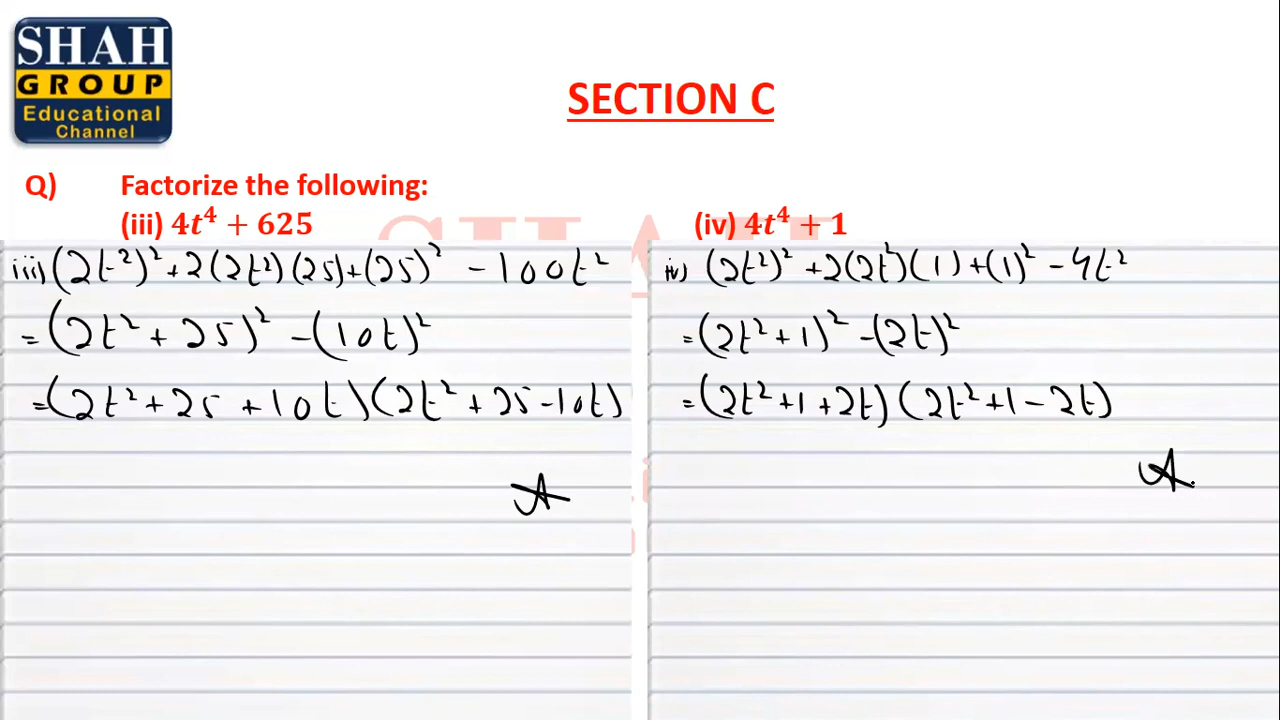 SHAH
GROUP
Educational
Channel
SECTION C
Q) Factorize the following:
(iii) 4t⁴ + 625
(iv) 4t⁴ + 1
iii) (2t²)² + 2(2t²)(25) + (25)² - 100t²
= (2t² + 25)² - (10t)²
= (2t² + 25 + 10t)(2t² + 25 - 10t)
iv) (2t²)² + 2(2t²)(1) + (1)² - 4t²
= (2t² + 1)² - (2t)²
= (2t² + 1 + 2t)(2t² + 1 - 2t)